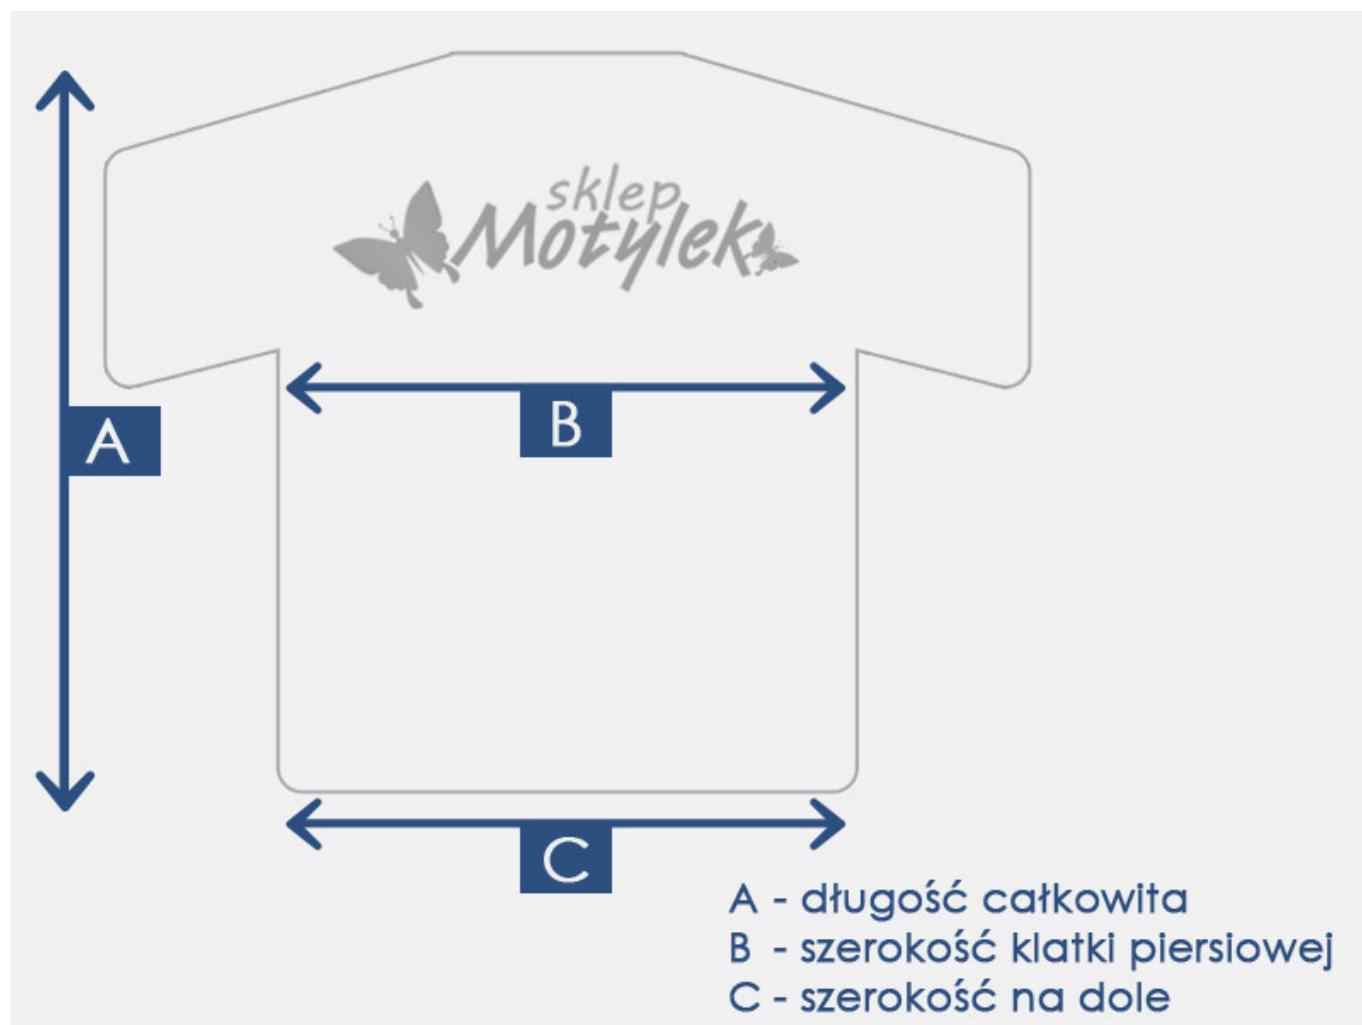 sklep
Motylek
B
A
C
A - długość całkowita
B - szerokość klatki piersiowej
C - szerokość na dole